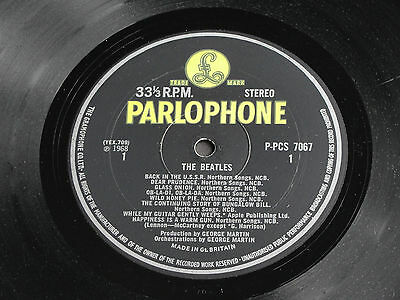 TRADE £ MARK
33⅓ R.P.M. STEREO
PARLOPHONE
(YEX.709)
℗ 1968
1
P-PCS 7067
1
THE BEATLES
BACK IN THE U.S.S.R. Northern Songs, NCB.
DEAR PRUDENCE. Northern Songs, NCB.
GLASS ONION. Northern Songs, NCB.
OB-LA-DI, OB-LA-DA. Northern Songs, NCB.
WILD HONEY PIE. Northern Songs, NCB.
THE CONTINUING STORY OF BUNGALOW BILL.
Northern Songs, NCB.
WHILE MY GUITAR GENTLY WEEPS.* Apple Publishing Ltd.
HAPPINESS IS A WARM GUN. Northern Songs, NCB.
(Lennon—McCartney except *G. Harrison)
Production by GEORGE MARTIN
Orchestrations by GEORGE MARTIN
MADE IN GT. BRITAIN
THE GRAMOPHONE CO. LTD. ALL RIGHTS OF THE MANUFACTURER AND OF THE OWNER OF THE RECORDED WORK RESERVED. UNAUTHORISED PUBLIC PERFORMANCE, BROADCASTING AND COPYING OF THIS RECORD PROHIBITED